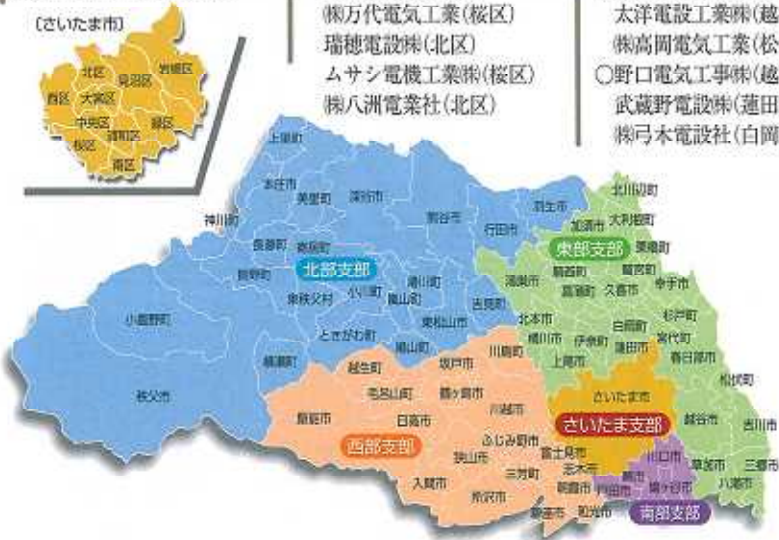 〔さいたま市〕
北区
見沼区
岩槻区
西区
大宮区
中央区
浦和区
緑区
桜区
南区
㈱万代電気工業(桜区)
瑞穂電設㈱(北区)
ムサシ電機工業㈱(桜区)
㈱八洲電業社(北区)
太洋電設工業㈱(越
㈱高岡電気工業(松
○野口電気工事㈱(越
武蔵野電設㈱(蓮田
㈱弓木電設社(白岡
上里町
本庄市
美里町
深谷市
神川町
熊谷市
行田市
羽生市
長瀞町
寄居町
北部支部
皆野町
東秩父村
小川町
滑川町
嵐山町
吉見町
小鹿野町
ときがわ町
東松山市
横瀬町
鳩山町
秩父市
北川辺町
加須市
大利根町
東部支部
栗橋町
騎西町
鷲宮町
鴻巣市
菖蒲町
久喜市
幸手市
北本市
白岡町
杉戸町
桶川市
伊奈町
蓮田市
宮代町
上尾市
春日部市
松伏町
越谷市
吉川市
草加市
三郷市
八潮市
川島町
越生町
坂戸市
毛呂山町
鶴ヶ島市
飯能市
日高市
川越市
西部支部
ふじみ野市
狭山市
富士見市
三芳町
志木市
入間市
所沢市
朝霞市
新座市
和光市
さいたま市
さいたま支部
川口市
蕨市
戸田市
鳩ヶ谷市
南部支部